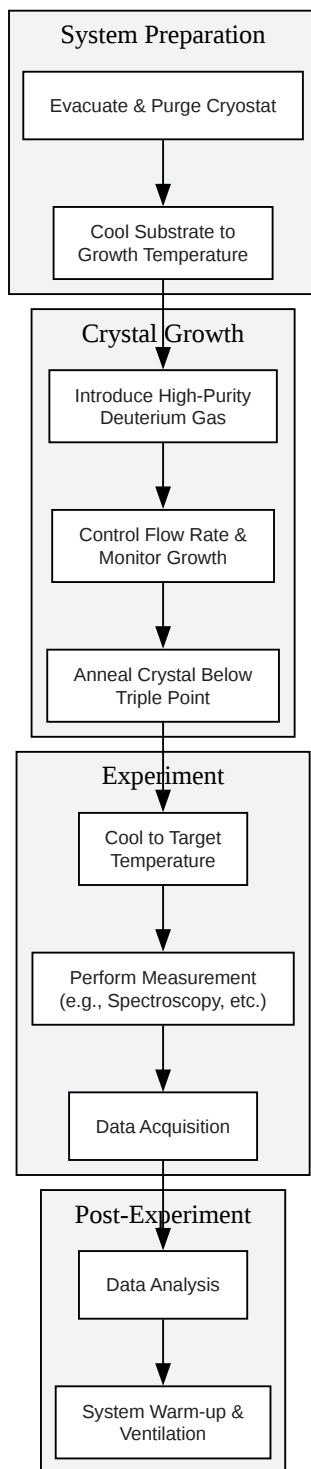 System Preparation
Evacuate & Purge Cryostat
Cool Substrate to
Growth Temperature
Crystal Growth
Introduce High-Purity
Deuterium Gas
Control Flow Rate &
Monitor Growth
Anneal Crystal Below
Triple Point
Experiment
Cool to Target
Temperature
Perform Measurement
(e.g., Spectroscopy, etc.)
Data Acquisition
Post-Experiment
Data Analysis
System Warm-up &
Ventilation